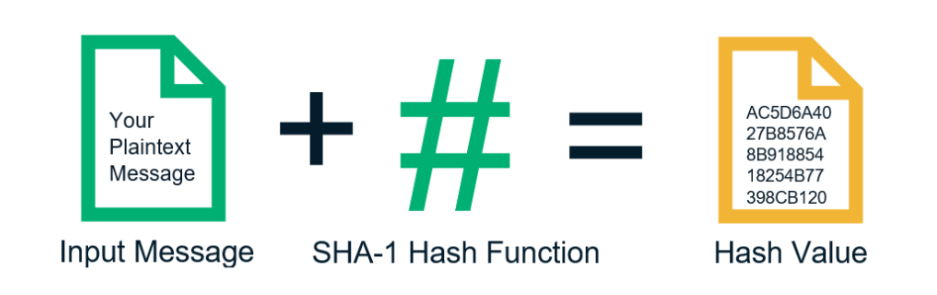 Your
Plaintext
Message
+
#
=
AC5D6A40
27B8576A
8B918854
18254B77
398CB120
Input Message
SHA-1 Hash Function
Hash Value